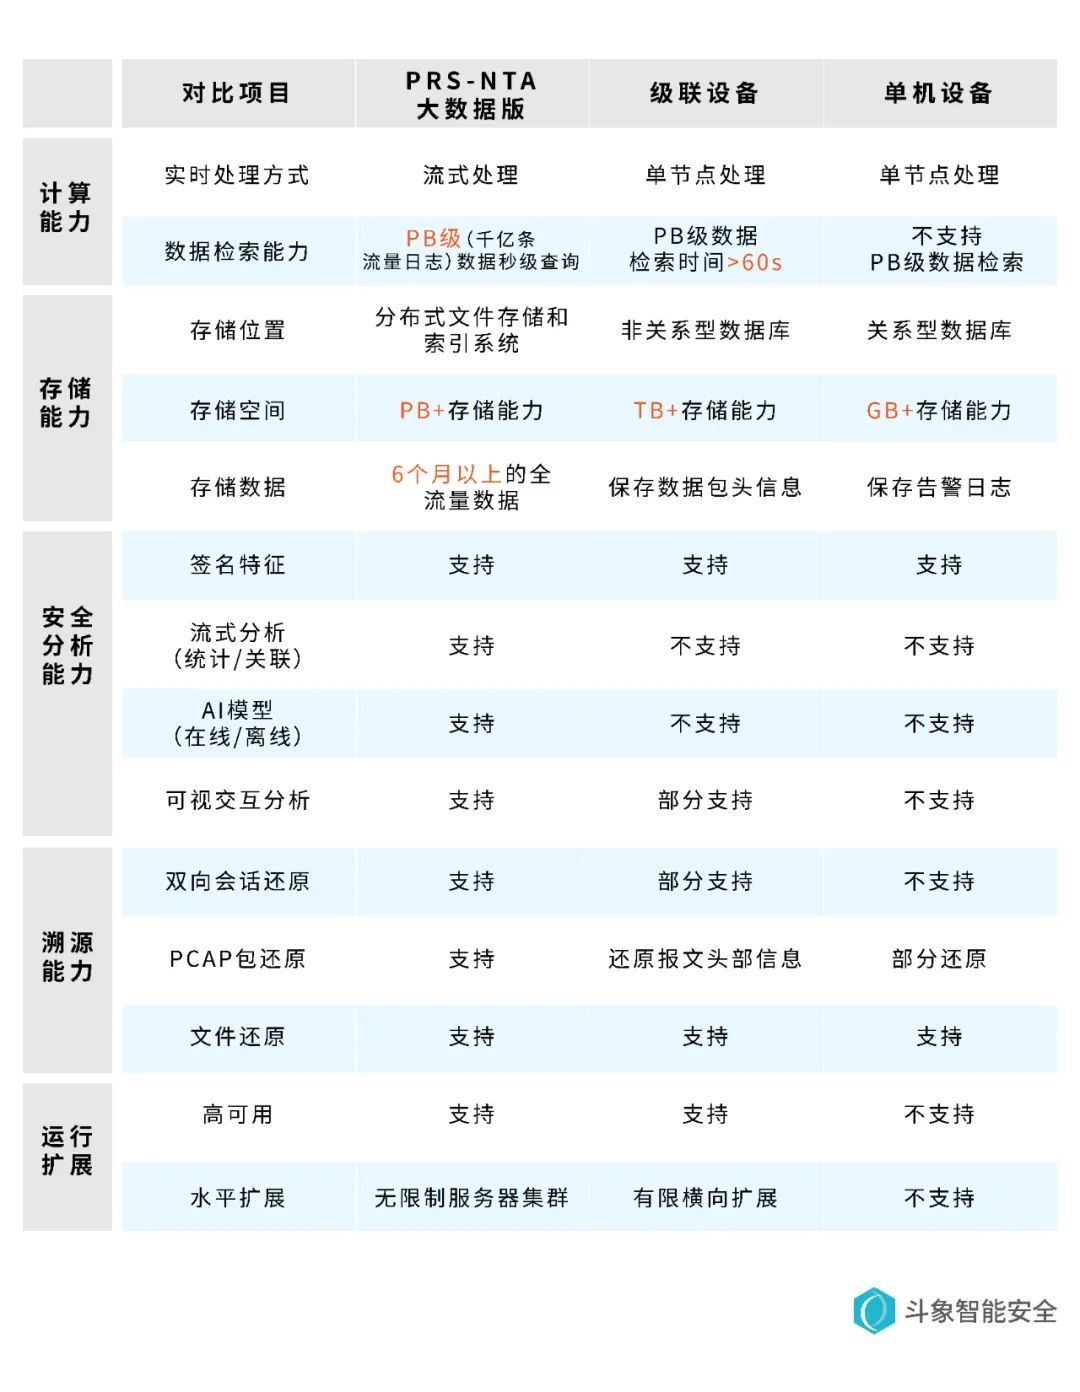 对比项目
PRS-NTA
大数据版
级联设备
单机设备
计算
能力
实时处理方式
流式处理
单节点处理
单节点处理
数据检索能力
PB级（千亿条
流量日志）数据秒级查询
PB级数据
检索时间>60s
不支持
PB级数据检索
存储
能力
存储位置
分布式文件存储和
索引系统
非关系型数据库
关系型数据库
存储空间
PB+存储能力
TB+存储能力
GB+存储能力
存储数据
6个月以上的全
流量数据
保存数据包头信息
保存告警日志
安全
分析
能力
签名特征
支持
支持
支持
流式分析
（统计/关联）
支持
不支持
不支持
AI模型
（在线/离线）
支持
不支持
不支持
可视交互分析
支持
部分支持
不支持
溯源
能力
双向会话还原
支持
部分支持
不支持
PCAP包还原
支持
还原报文头部信息
部分还原
文件还原
支持
支持
支持
运行
扩展
高可用
支持
支持
不支持
水平扩展
无限制服务器集群
有限横向扩展
不支持
斗象智能安全